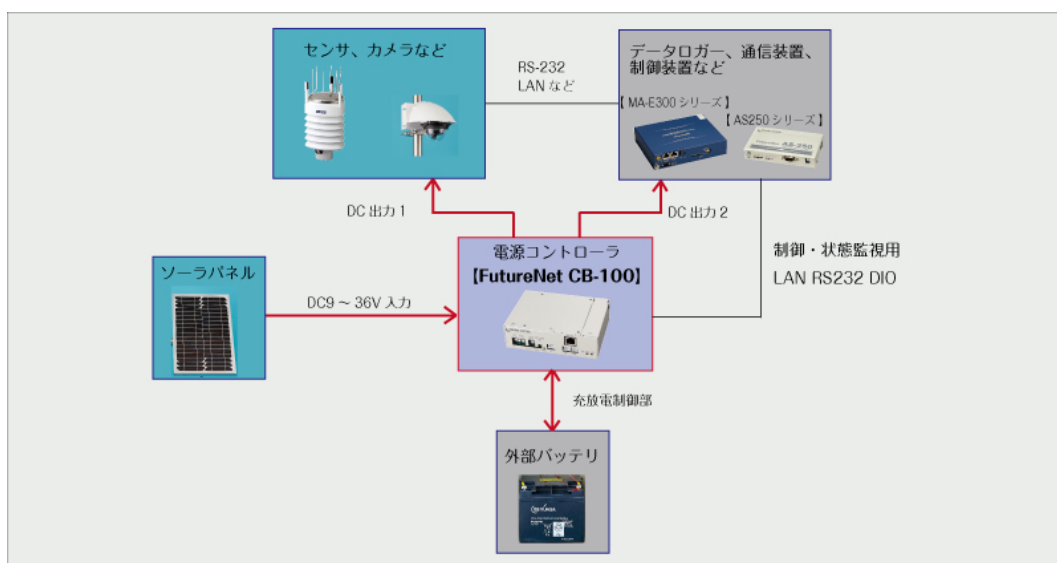 センサ、カメラなど
データロガー、通信装置、
制御装置など
RS-232
LAN など
【 MA-E300 シリーズ 】
【 AS250 シリーズ 】
DC 出力 1
DC 出力 2
電源コントローラ
【FutureNet CB-100】
制御・状態監視用
LAN RS232 DIO
ソーラパネル
DC9 ～ 36V 入力
充放電制御部
外部バッテリ